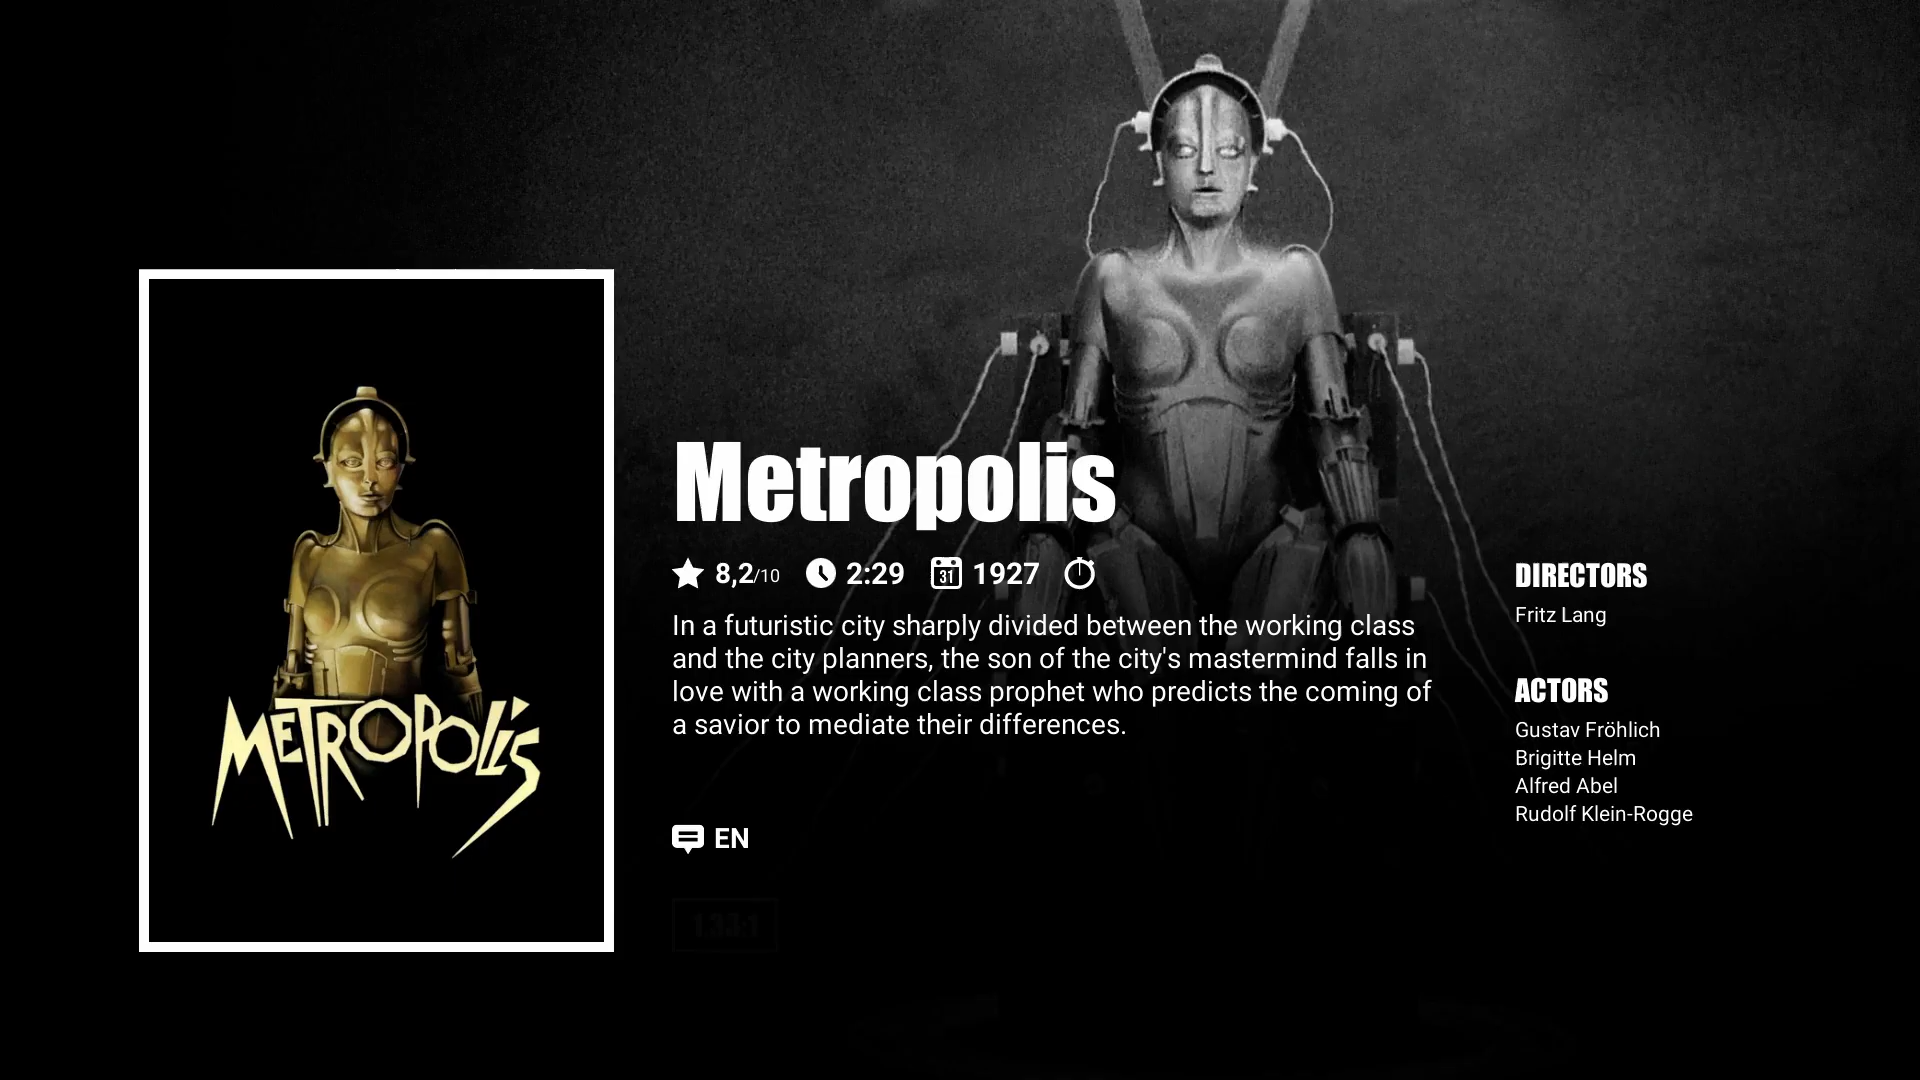 METROPOLIS
Metropolis
8,2/10 2:29 31 1927
In a futuristic city sharply divided between the working class
and the city planners, the son of the city's mastermind falls in
love with a working class prophet who predicts the coming of
a savior to mediate their differences.
EN
1.33:1
DIRECTORS
Fritz Lang
ACTORS
Gustav Fröhlich
Brigitte Helm
Alfred Abel
Rudolf Klein-Rogge